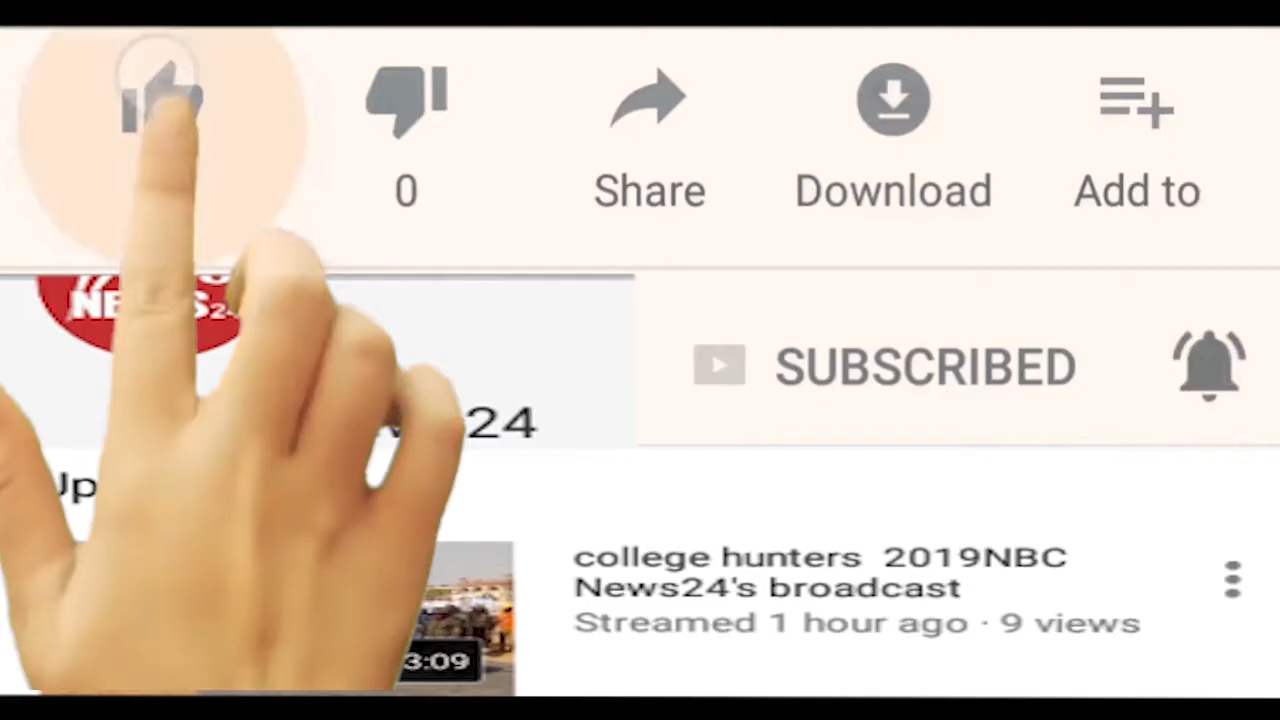 0
Share
Download
Add to
SUBSCRIBED
24
college hunters 2019NBC
News24's broadcast
Streamed 1 hour ago · 9 views
3:09